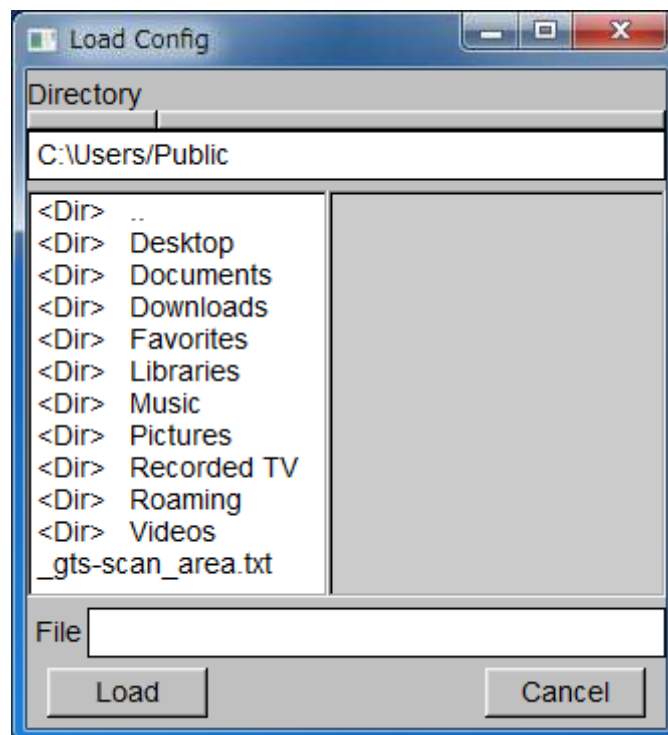 Load Config
Directory
C:\Users/Public
<Dir> ..
<Dir> Desktop
<Dir> Documents
<Dir> Downloads
<Dir> Favorites
<Dir> Libraries
<Dir> Music
<Dir> Pictures
<Dir> Recorded TV
<Dir> Roaming
<Dir> Videos
_gts-scan_area.txt
File
Load Cancel